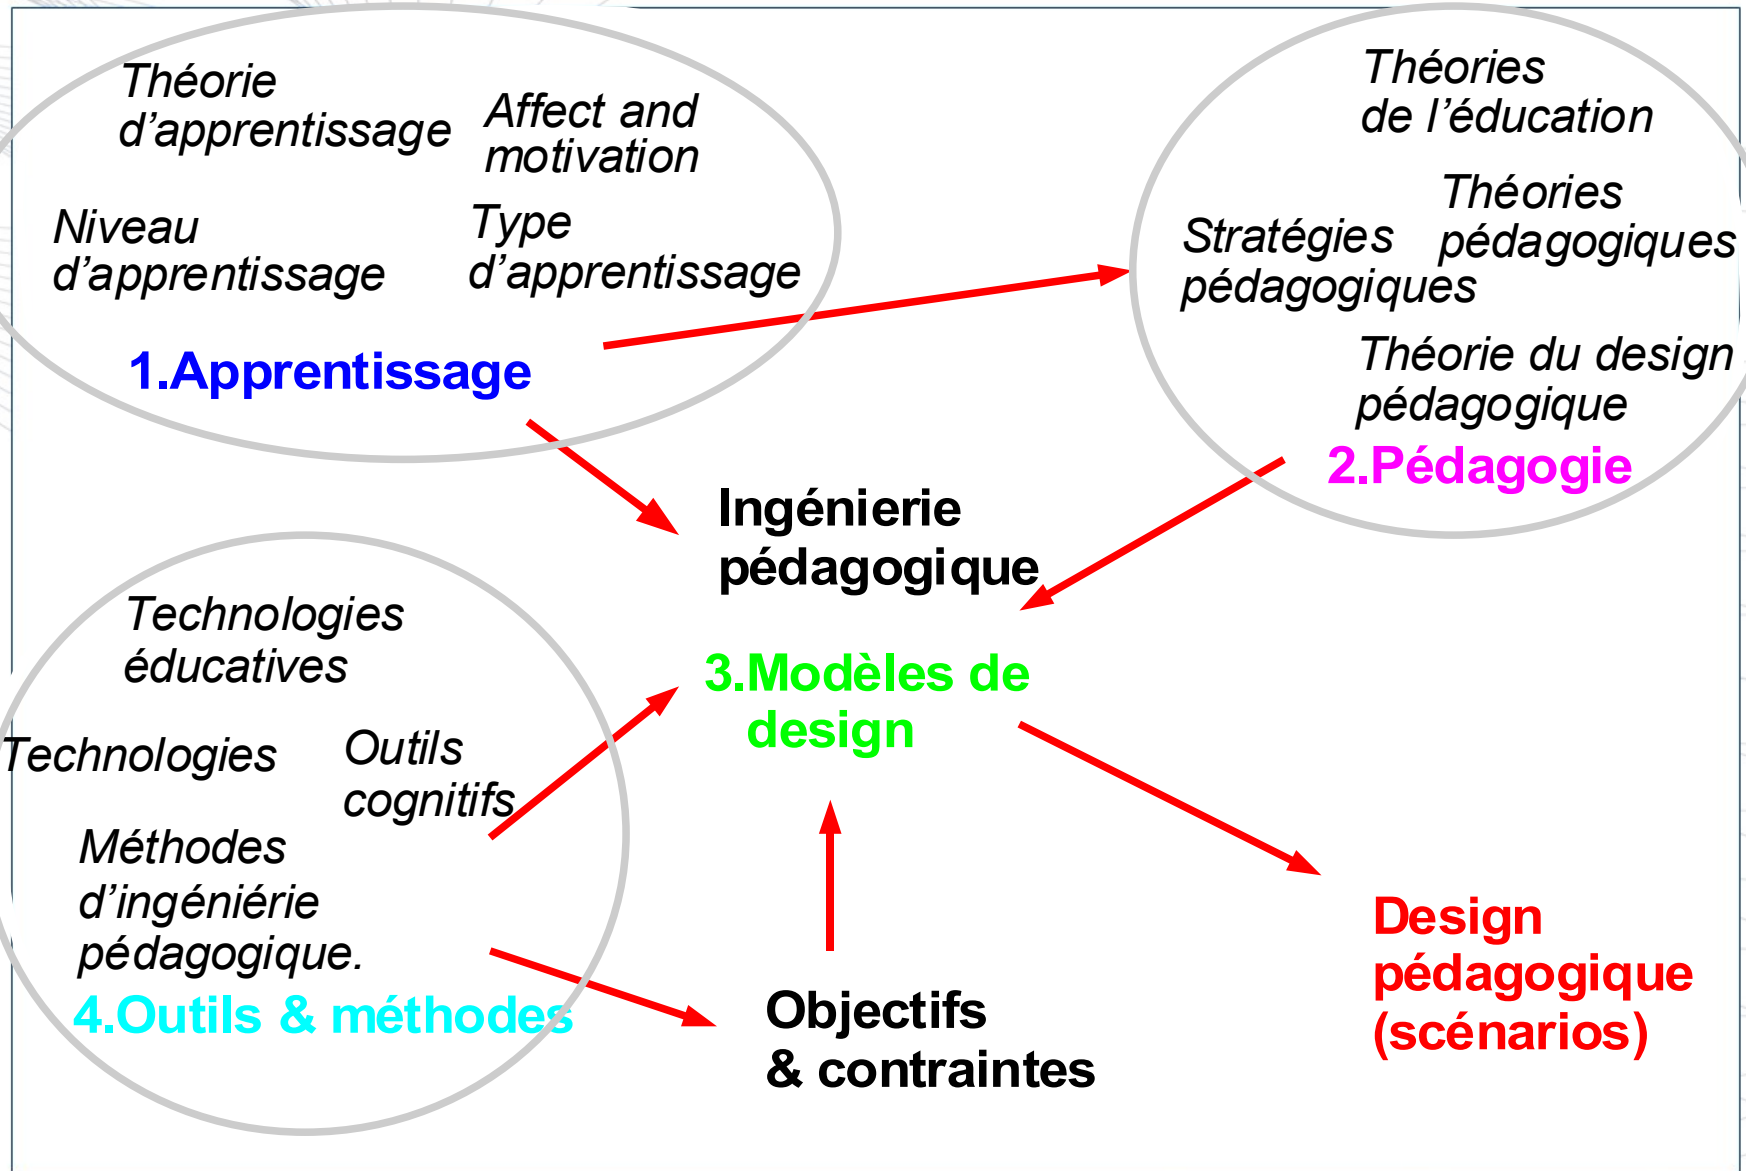 Théorie
d’apprentissage
Affect and
motivation
Niveau
d’apprentissage
Type
d’apprentissage
1.Apprentissage
Théories
de l’éducation
Théories
pédagogiques
Stratégies
pédagogiques
Théorie du design
pédagogique
2.Pédagogie
Ingénierie
pédagogique
3.Modèles de
design
Technologies
éducatives
Technologies
Outils
cognitifs
Méthodes
d’ingéniérie
pédagogique.
4.Outils & méthodes
Objectifs
& contraintes
Design
pédagogique
(scénarios)